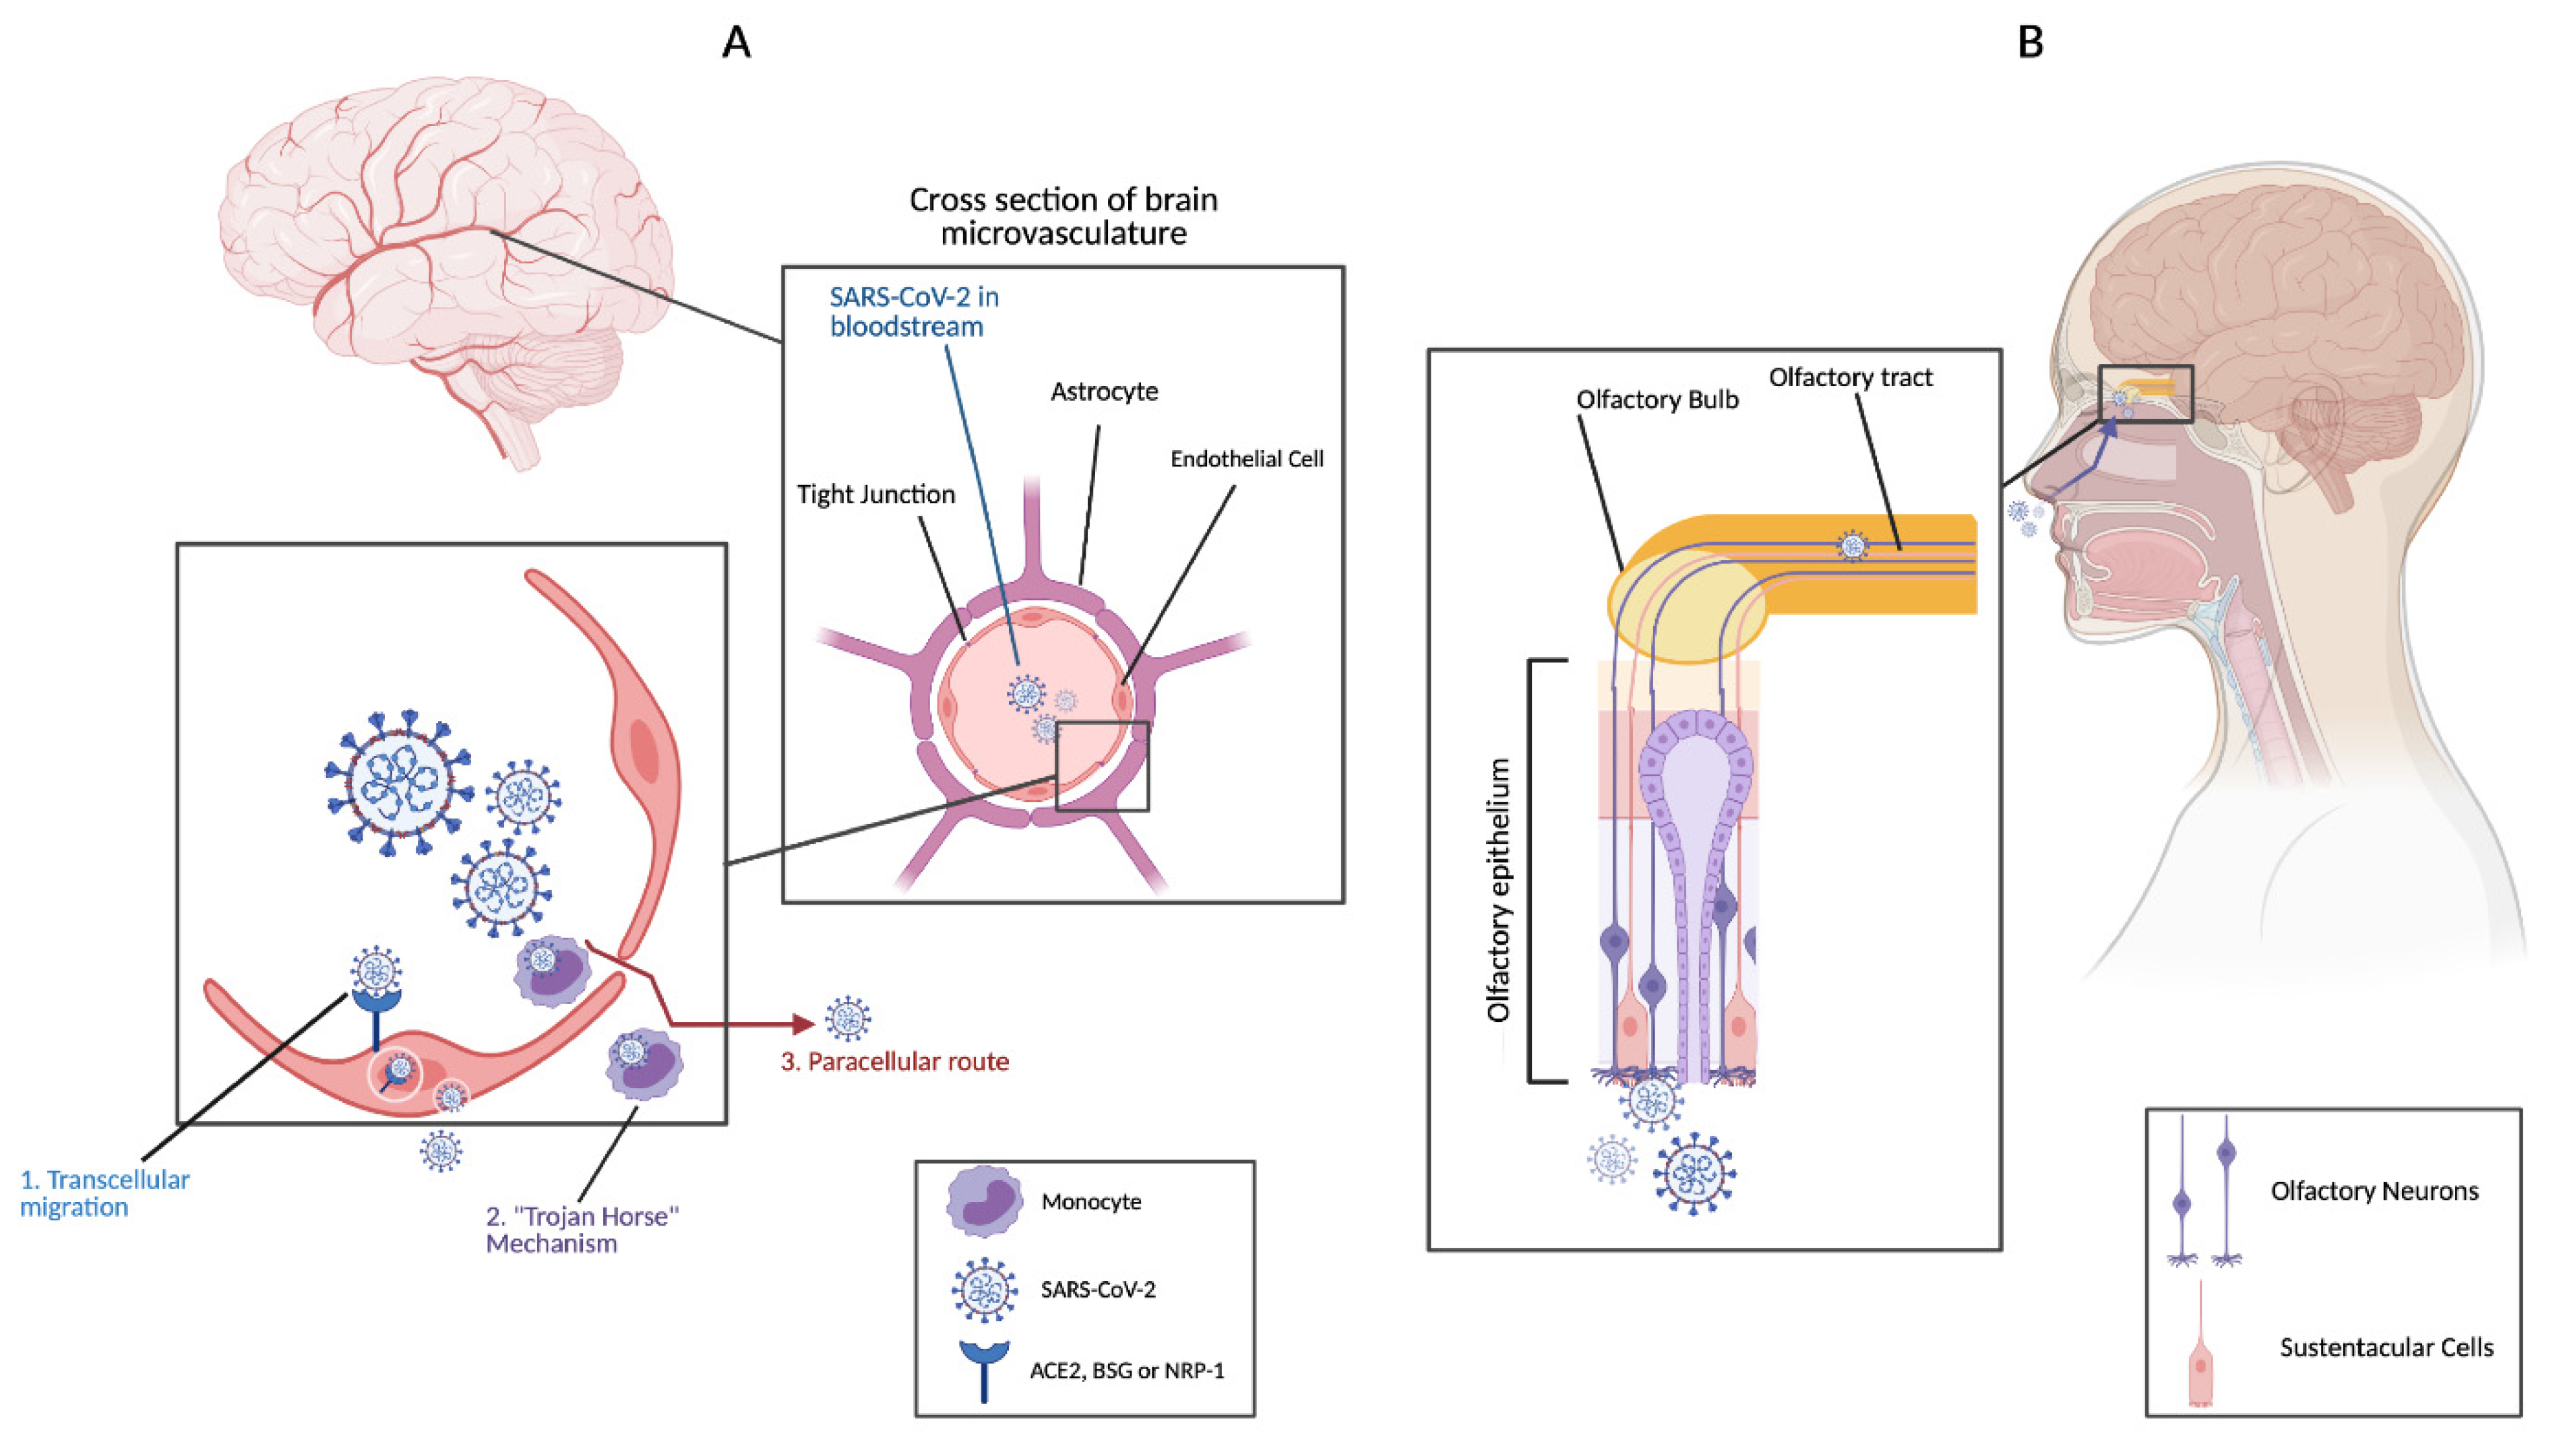 A
B
Cross section of brain
microvasculature
SARS-CoV-2 in
bloodstream
Astrocyte
Endothelial Cell
Tight Junction
1. Transcellular
migration
2. "Trojan Horse"
Mechanism
3. Paracellular route
Monocyte
SARS-CoV-2
ACE2, BSG or NRP-1
Olfactory Bulb
Olfactory tract
Olfactory epithelium
Olfactory Neurons
Sustentacular Cells